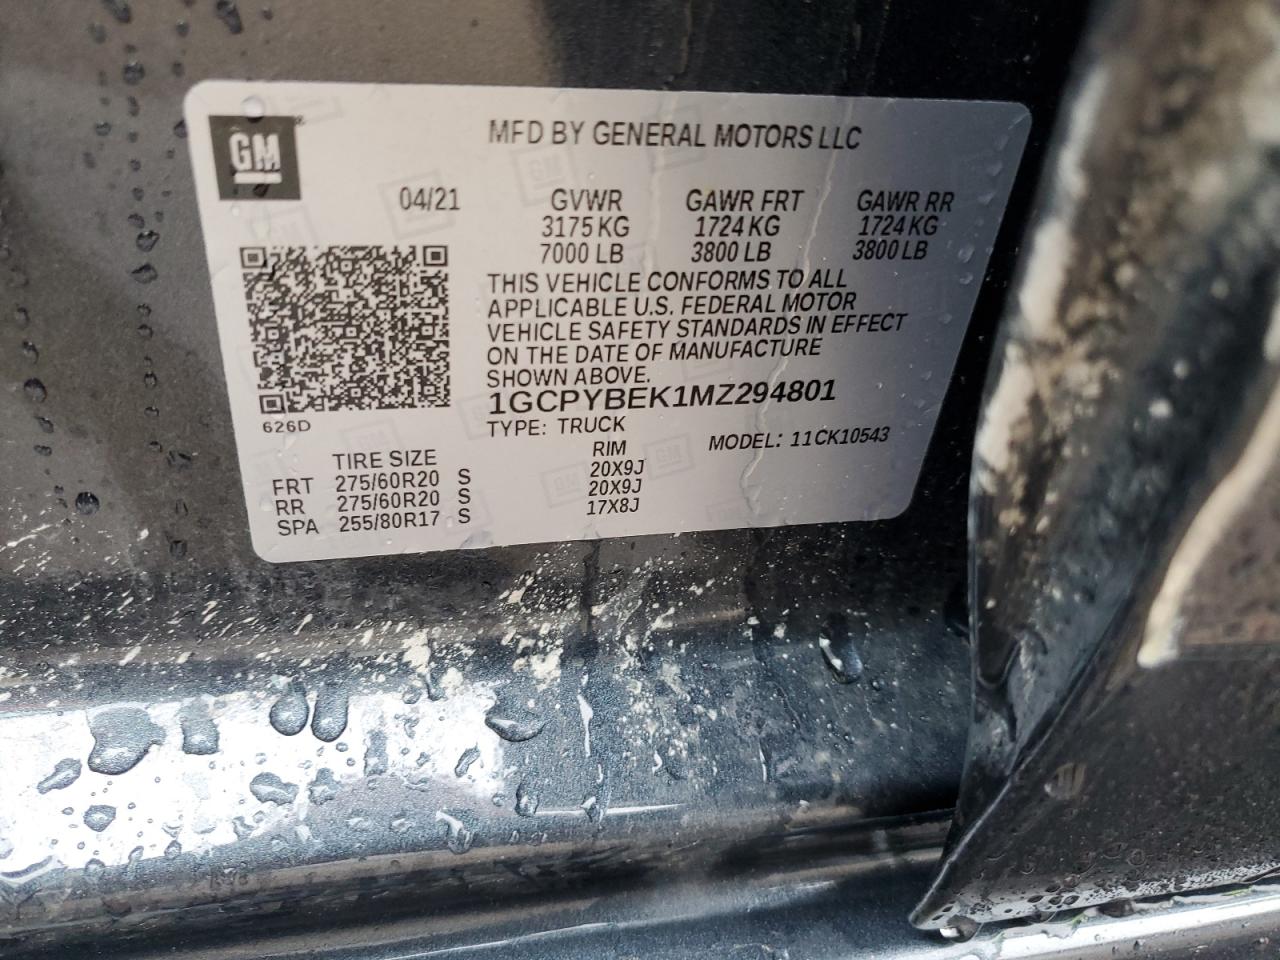 GM
MFD BY GENERAL MOTORS LLC
04/21
GVWR GAWR FRT GAWR RR
3175 KG 1724 KG 1724 KG
7000 LB 3800 LB 3800 LB
THIS VEHICLE CONFORMS TO ALL
APPLICABLE U.S. FEDERAL MOTOR
VEHICLE SAFETY STANDARDS IN EFFECT
ON THE DATE OF MANUFACTURE
SHOWN ABOVE.
1GCPYBEK1MZ294801
626D
TYPE: TRUCK
MODEL: 11CK10543
TIRE SIZE RIM
FRT 275/60R20 S 20X9J
RR 275/60R20 S 20X9J
SPA 255/80R17 S 17X8J